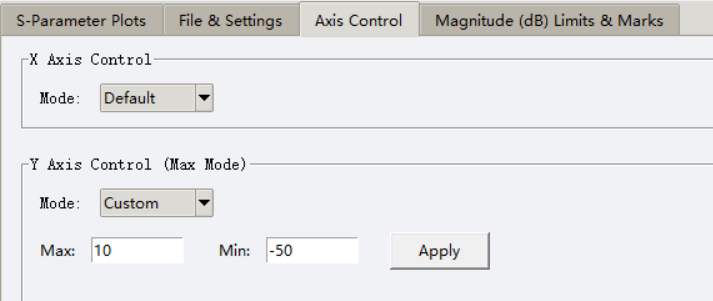 S-Parameter Plots File & Settings Axis Control Magnitude (dB) Limits & Marks
X Axis Control
Mode: Default
Y Axis Control (Max Mode)
Mode: Custom
Max: 10 Min: -50 Apply